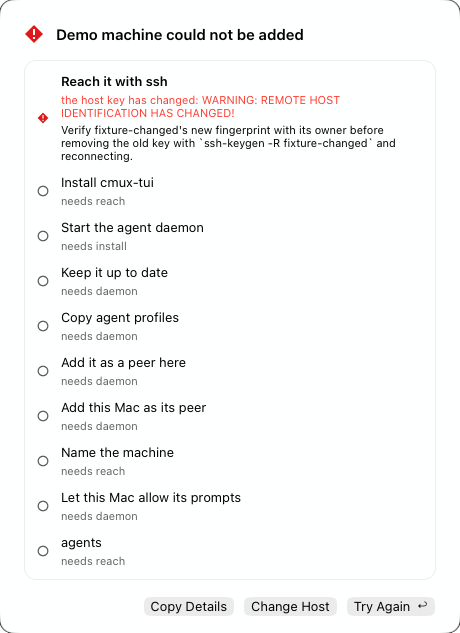 Demo machine could not be added
Reach it with ssh
the host key has changed: WARNING: REMOTE HOST
IDENTIFICATION HAS CHANGED!
Verify fixture-changed's new fingerprint with its owner before
removing the old key with `ssh-keygen -R fixture-changed` and
reconnecting.
Install cmux-tui
needs reach
Start the agent daemon
needs install
Keep it up to date
needs daemon
Copy agent profiles
needs daemon
Add it as a peer here
needs daemon
Add this Mac as its peer
needs daemon
Name the machine
needs reach
Let this Mac allow its prompts
needs daemon
agents
needs reach
Copy Details
Change Host
Try Again